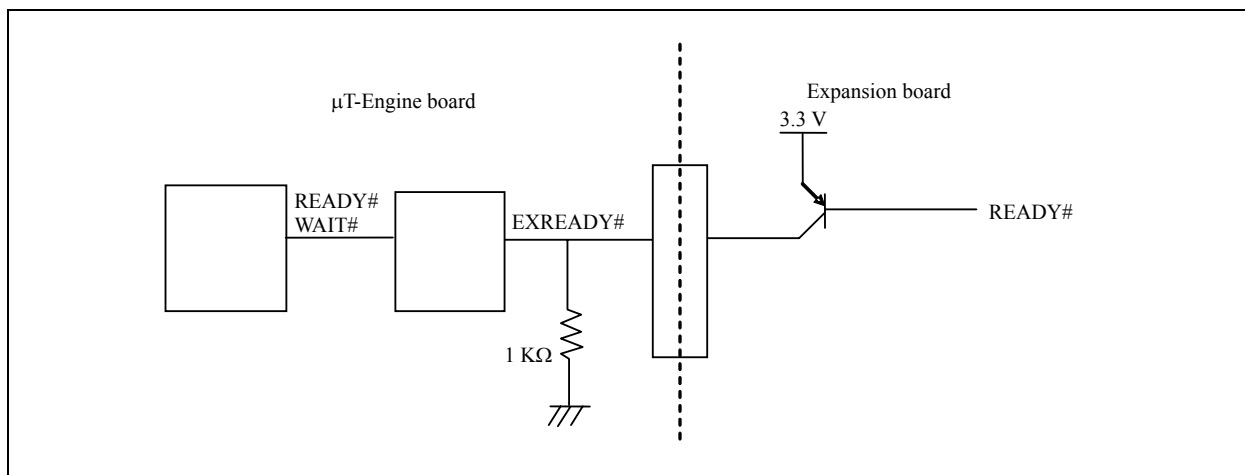 μT-Engine board
Expansion board
3.3 V
READY#
WAIT#
EXREADY#
READY#
1 KΩ